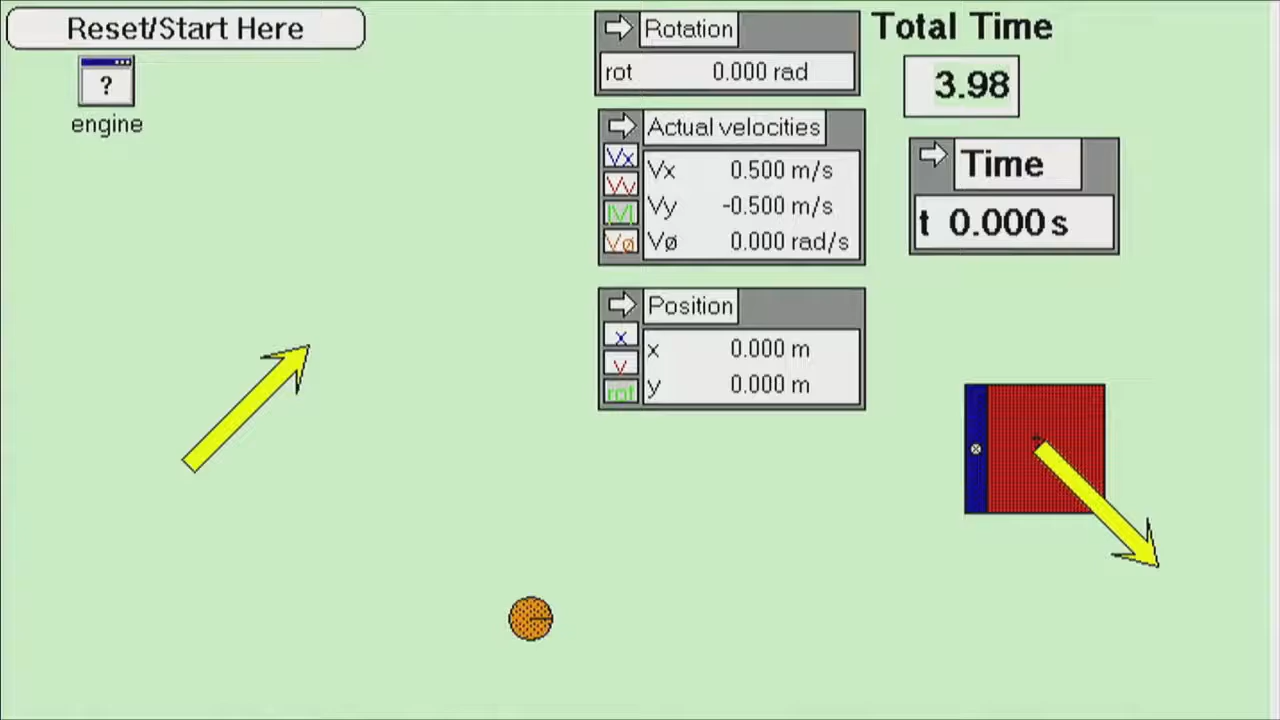 Reset/Start Here
?
engine
Rotation
rot 0.000 rad
Actual velocities
Vx
Vy
|V|
Vø
Vx 0.500 m/s
Vy -0.500 m/s
Vø 0.000 rad/s
Position
x
y
rot
x 0.000 m
y 0.000 m
Total Time
3.98
Time
t 0.000 s